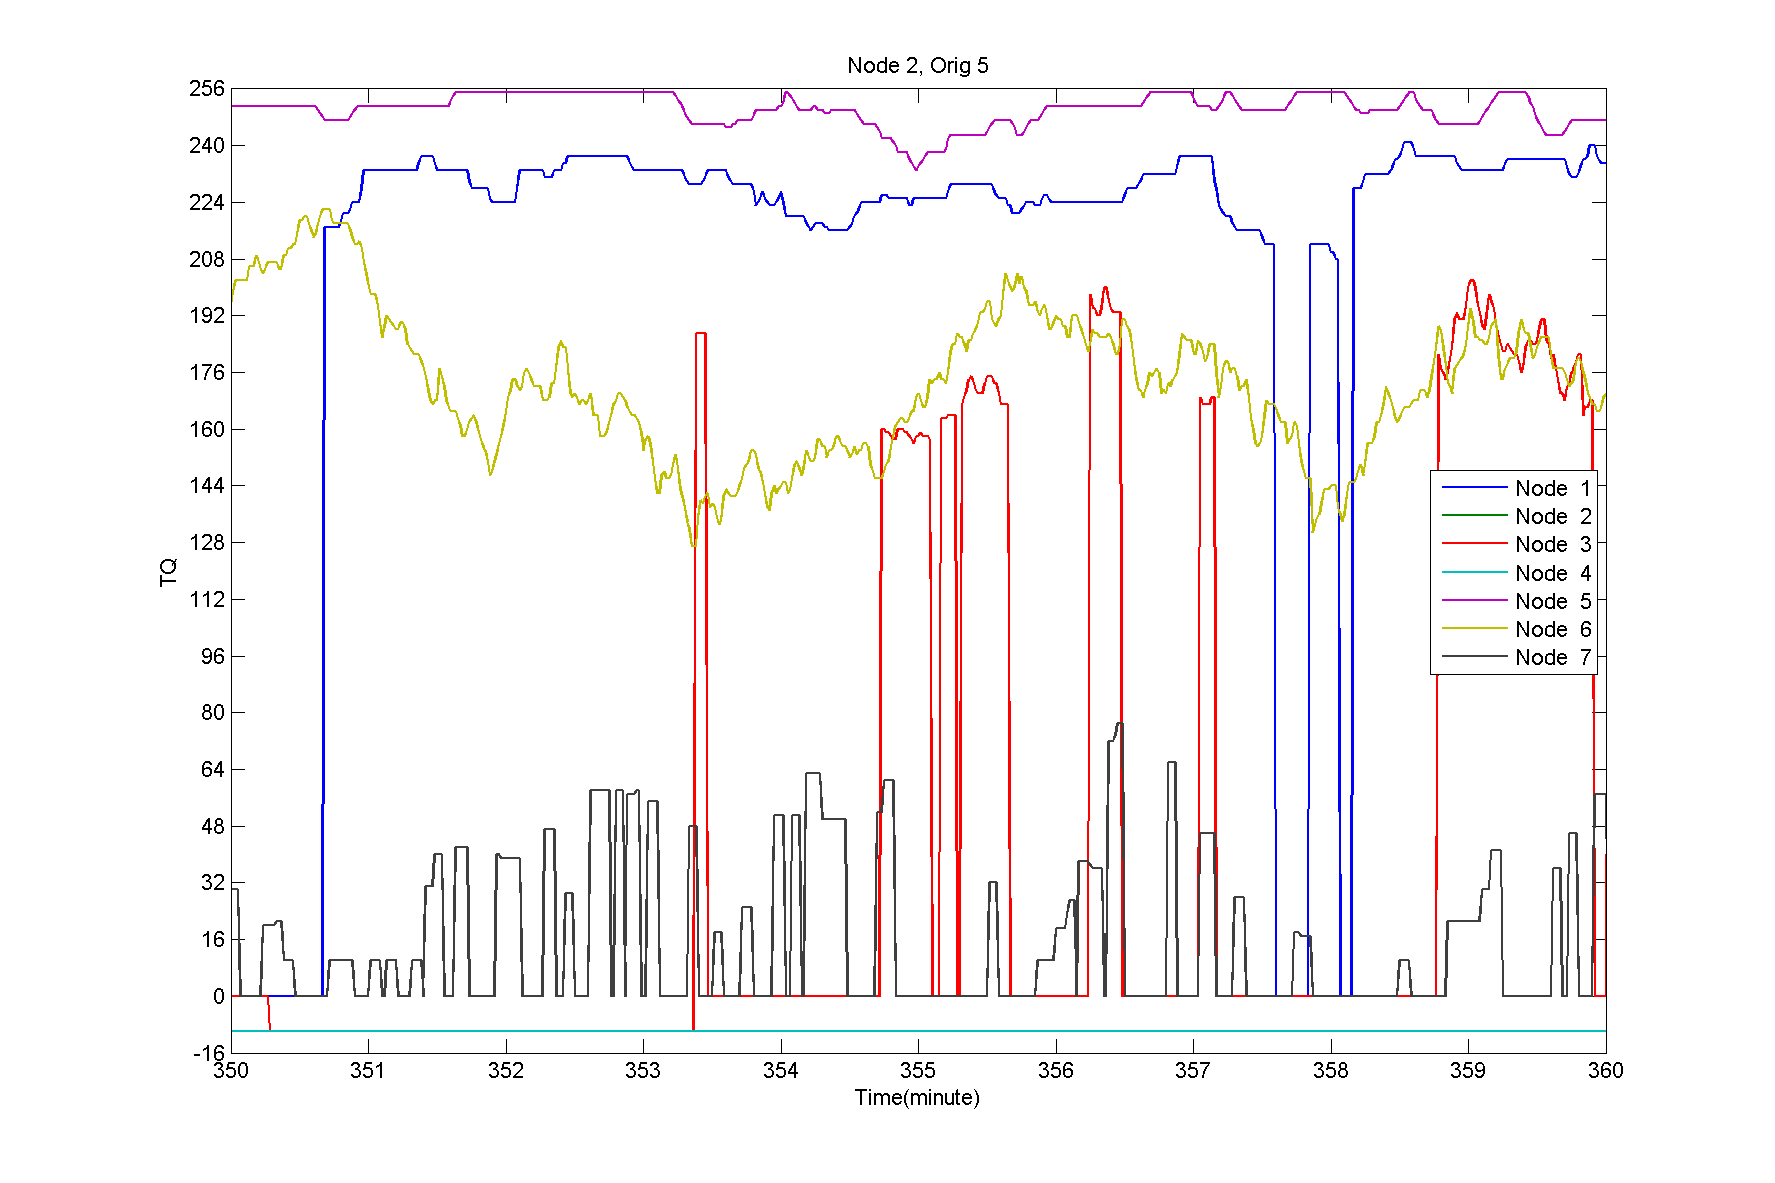 Node 2, Orig 5
256
240
224
208
192
176
160
144
128
112
96
80
64
48
32
16
0
-16
TQ
Node 1
Node 2
Node 3
Node 4
Node 5
Node 6
Node 7
350 351 352 353 354 355 356 357 358 359 360
Time(minute)